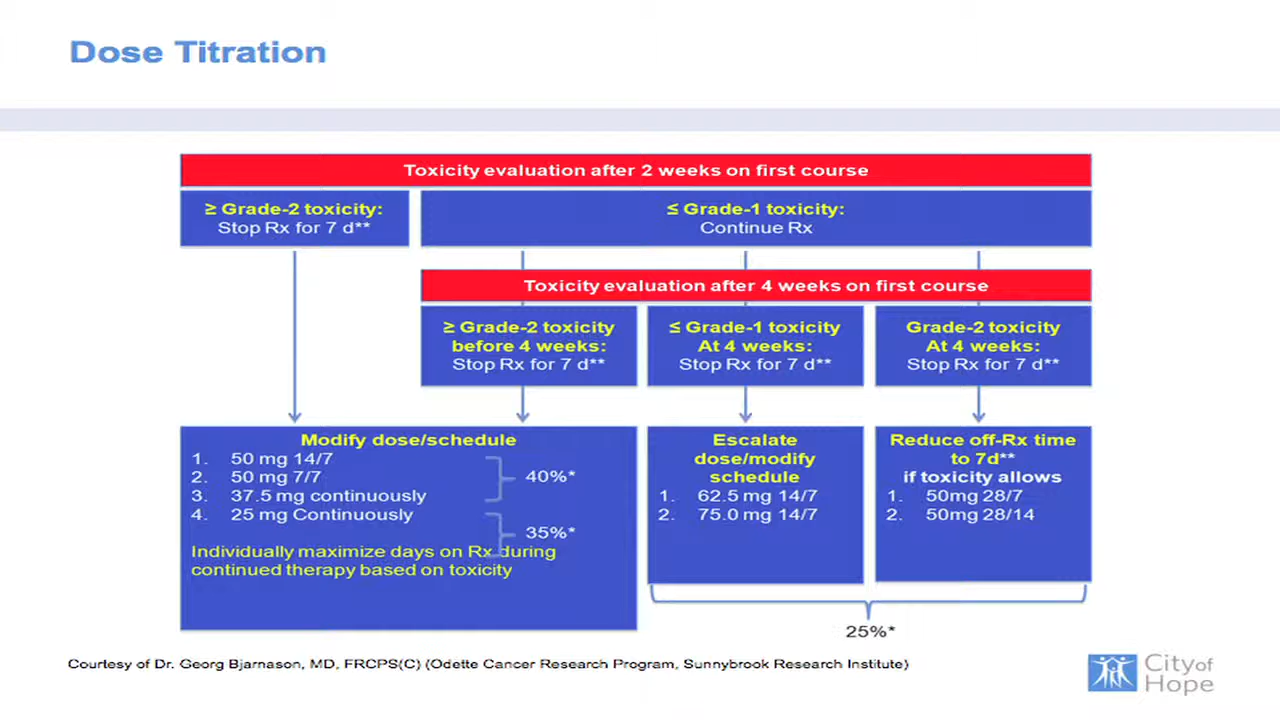 Dose Titration
Toxicity evaluation after 2 weeks on first course
≥ Grade-2 toxicity:
Stop Rx for 7 d**
≤ Grade-1 toxicity:
Continue Rx
Toxicity evaluation after 4 weeks on first course
≥ Grade-2 toxicity
before 4 weeks:
Stop Rx for 7 d**
≤ Grade-1 toxicity
At 4 weeks:
Stop Rx for 7 d**
Grade-2 toxicity
At 4 weeks:
Stop Rx for 7 d**
Modify dose/schedule
1. 50 mg 14/7
2. 50 mg 7/7
3. 37.5 mg continuously
4. 25 mg Continuously
40%*
35%*
Individually maximize days on Rx during
continued therapy based on toxicity
Escalate
dose/modify
schedule
1. 62.5 mg 14/7
2. 75.0 mg 14/7
Reduce off-Rx time
to 7d**
if toxicity allows
1. 50mg 28/7
2. 50mg 28/14
25%*
Courtesy of Dr. Georg Bjarnason, MD, FRCPS(C) (Odette Cancer Research Program, Sunnybrook Research Institute)
City of
Hope